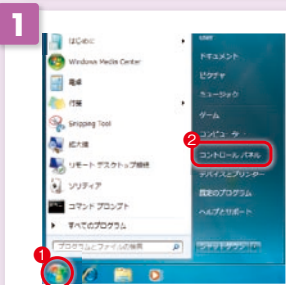 1
はじめに
Windows Media Center
電卓
付箋
Snipping Tool
拡大鏡
リモート デスクトップ接続
ソリティア
コマンド プロンプト
すべてのプログラム
プログラムとファイルの検索
user
ドキュメント
ピクチャ
ミュージック
ゲーム
コンピューター
2
コントロール パネル
デバイスとプリンター
既定のプログラム
ヘルプとサポート
シャットダウン
1